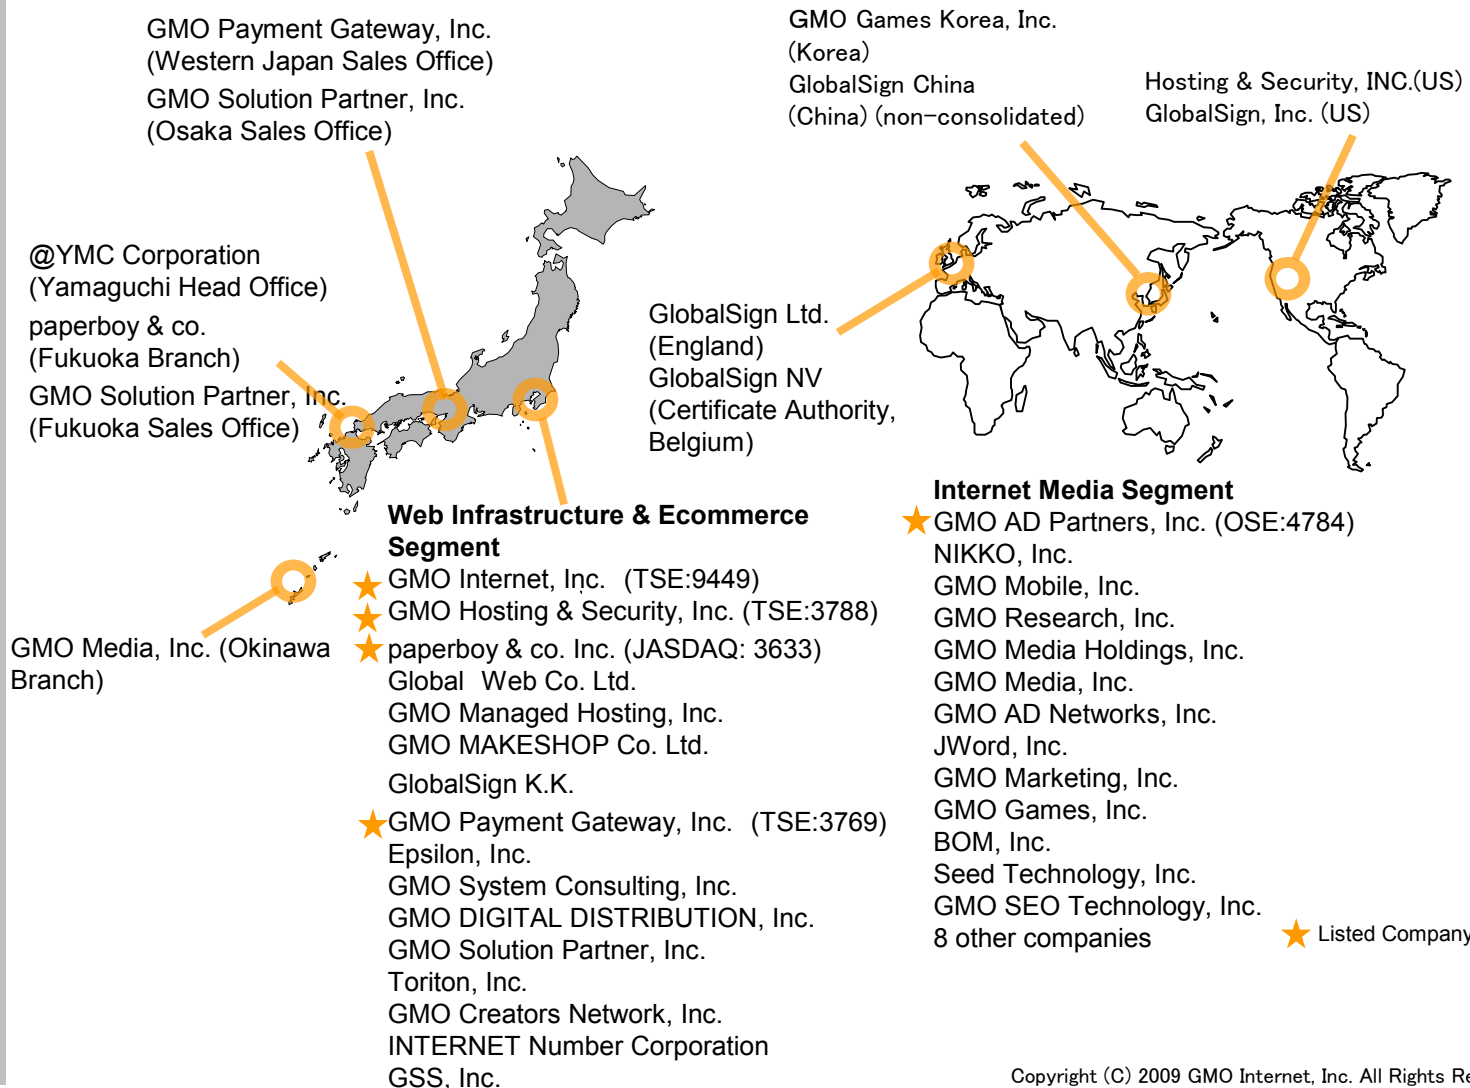 GMO Payment Gateway, Inc.
(Western Japan Sales Office)
GMO Solution Partner, Inc.
(Osaka Sales Office)
GMO Games Korea, Inc.
(Korea)
GlobalSign China
(China) (non-consolidated)
Hosting & Security, INC.(US)
GlobalSign, Inc. (US)
@YMC Corporation
(Yamaguchi Head Office)
paperboy & co.
(Fukuoka Branch)
GMO Solution Partner, Inc.
(Fukuoka Sales Office)
GlobalSign Ltd.
(England)
GlobalSign NV
(Certificate Authority,
Belgium)
GMO Media, Inc. (Okinawa
Branch)
Web Infrastructure & Ecommerce
Segment
GMO Internet, Inc. (TSE:9449)
GMO Hosting & Security, Inc. (TSE:3788)
paperboy & co. Inc. (JASDAQ: 3633)
Global Web Co. Ltd.
GMO Managed Hosting, Inc.
GMO MAKESHOP Co. Ltd.
GlobalSign K.K.
GMO Payment Gateway, Inc. (TSE:3769)
Epsilon, Inc.
GMO System Consulting, Inc.
GMO DIGITAL DISTRIBUTION, Inc.
GMO Solution Partner, Inc.
Toriton, Inc.
GMO Creators Network, Inc.
INTERNET Number Corporation
GSS, Inc.
Internet Media Segment
GMO AD Partners, Inc. (OSE:4784)
NIKKO, Inc.
GMO Mobile, Inc.
GMO Research, Inc.
GMO Media Holdings, Inc.
GMO Media, Inc.
GMO AD Networks, Inc.
JWord, Inc.
GMO Marketing, Inc.
GMO Games, Inc.
BOM, Inc.
Seed Technology, Inc.
GMO SEO Technology, Inc.
8 other companies
Listed Company
Copyright (C) 2009 GMO Internet, Inc. All Rights Re